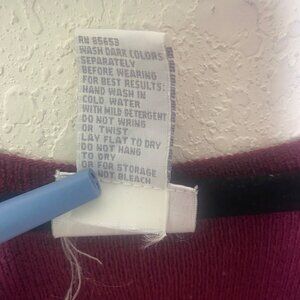 RN 65653
WASH DARK COLORS
SEPARATELY
BEFORE WEARING
FOR BEST RESULTS:
HAND WASH IN
COLD WATER
WITH MILD DETERGENT
DO NOT WRING
OR TWIST
LAY FLAT TO DRY
DO NOT HANG
TO DRY
OR FOR STORAGE
NOT BLEACH